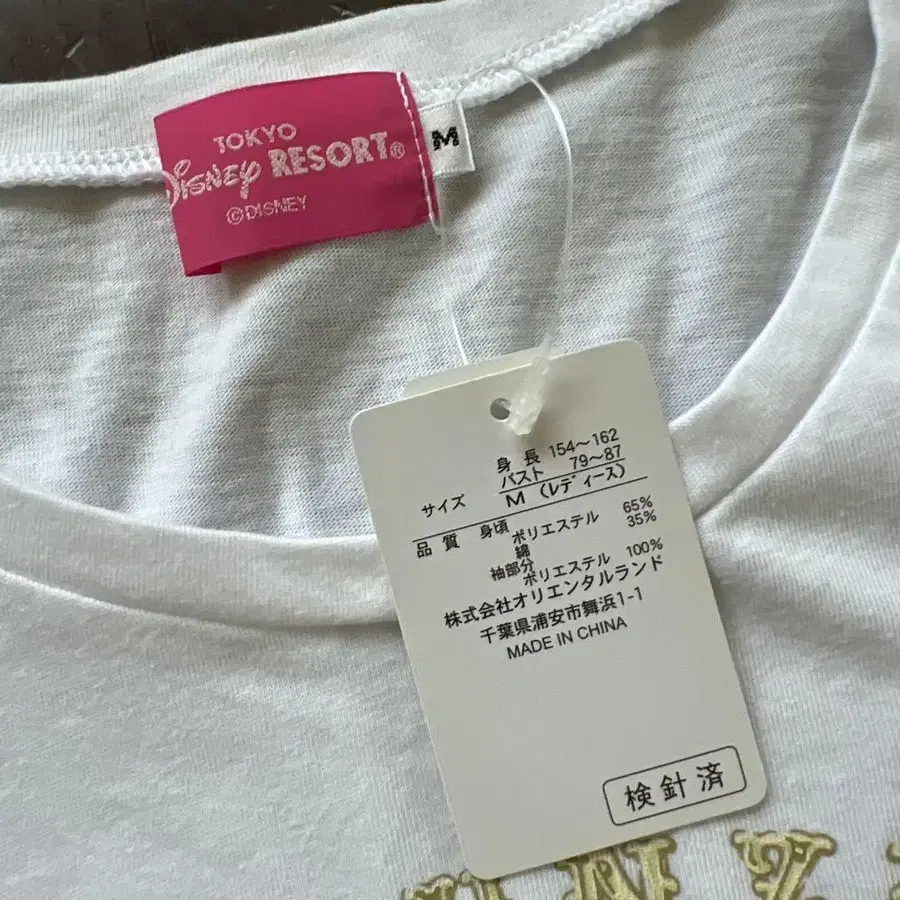 TOKYO
DISNEY RESORT®
©DISNEY
M
身長 154〜162
バスト 79〜87
サイズ M (レディース)
品質 身頃
ポリエステル 65%
綿 35%
袖部分
ポリエステル 100%
株式会社オリエンタルランド
千葉県浦安市舞浜1-1
MADE IN CHINA
検針済